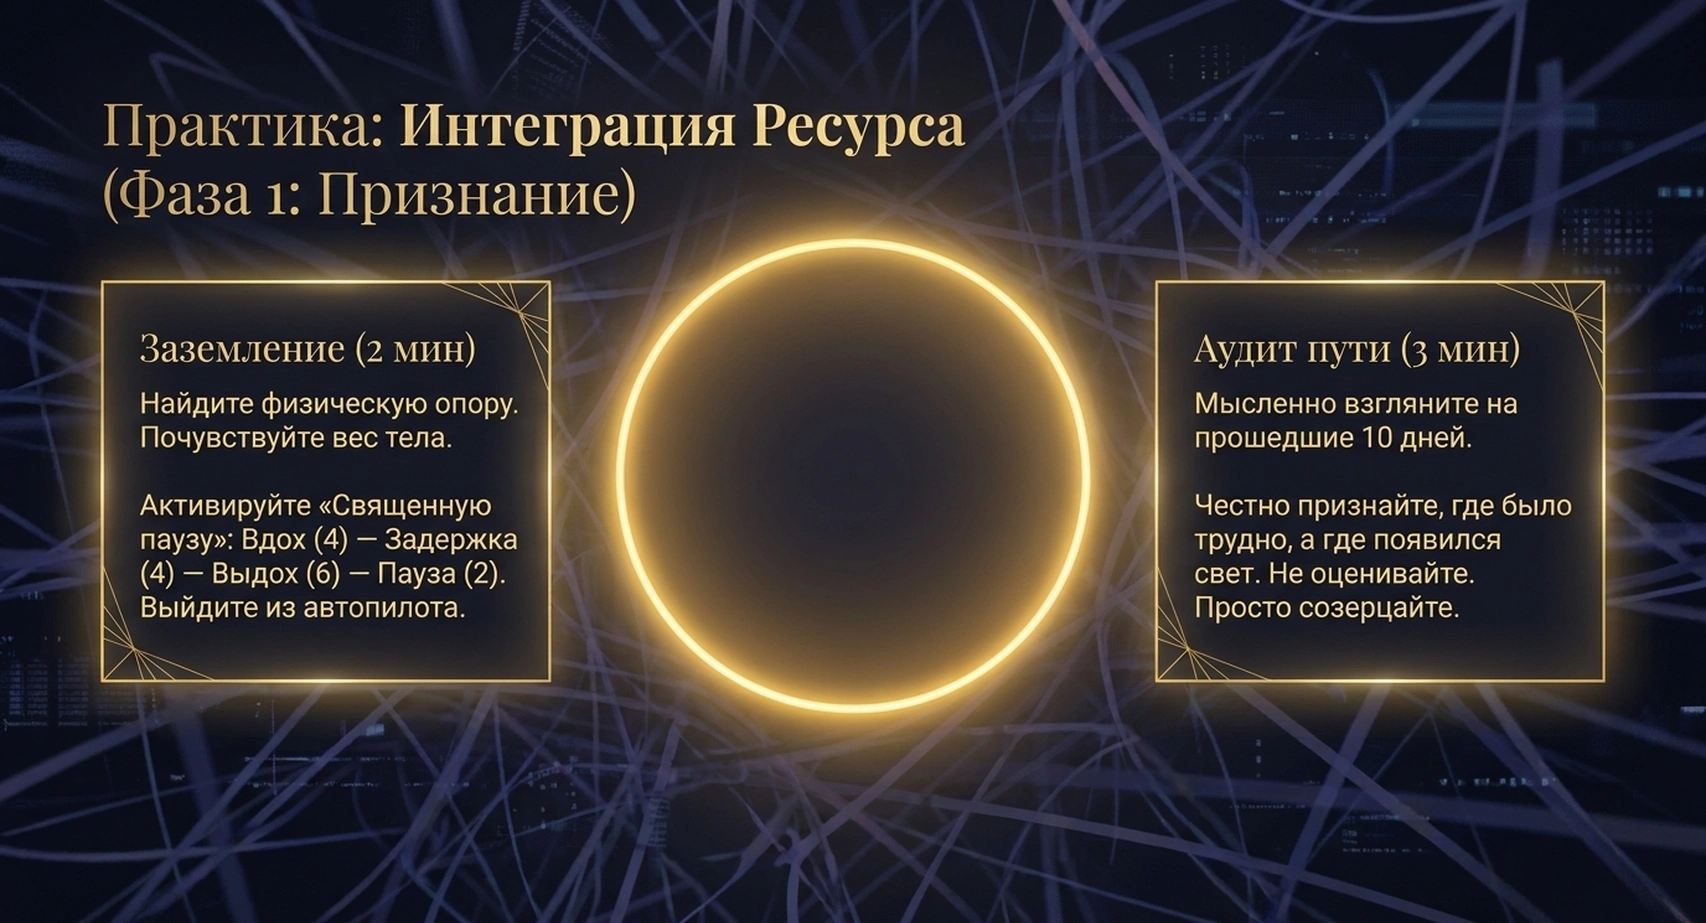 Практика: Интеграция Ресурса
(Фаза 1: Признание)
Заземление (2 мин)
Найдите физическую опору.
Почувствуйте вес тела.
Активируйте «Священную
паузу»: Вдох (4) — Задержка
(4) — Выдох (6) — Пауза (2).
Выйдите из автопилота.
Аудит пути (3 мин)
Мысленно взгляните на
прошедшие 10 дней.
Честно признайте, где было
трудно, а где появился
свет. Не оценивайте.
Просто созерцайте.